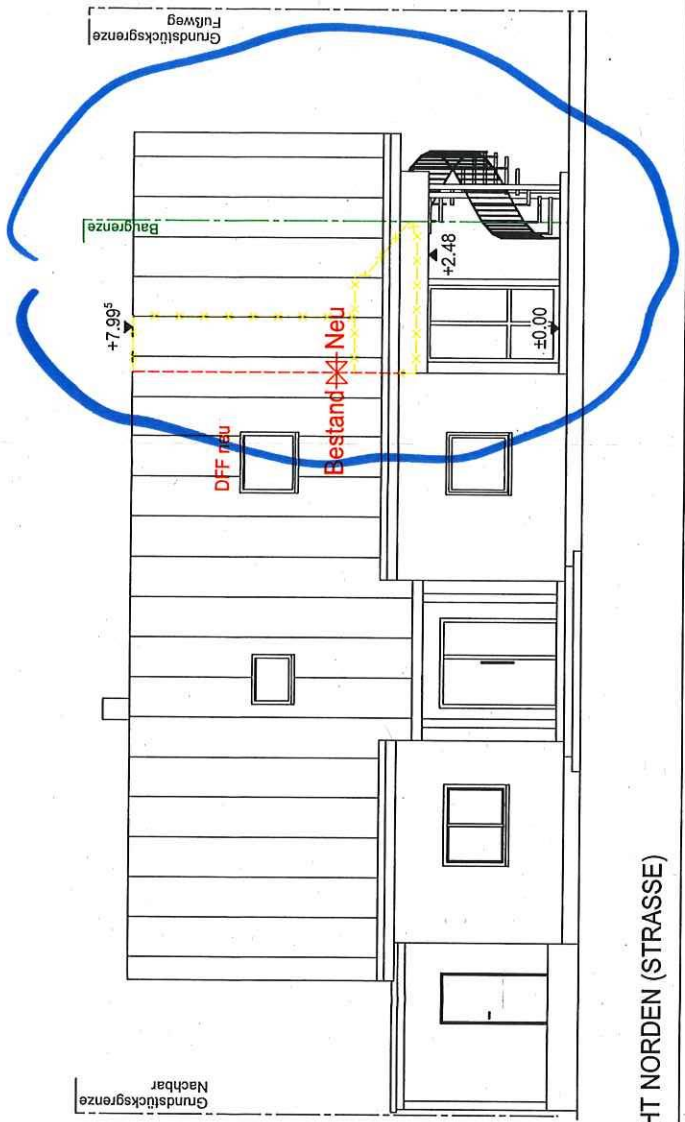 Grundstücksgrenze
Fußweg
Baugrenze
+7.99⁵
DFF neu
Bestand Neu
+2.48
±0.00
Grundstücksgrenze
Nachbar
HT NORDEN (STRASSE)